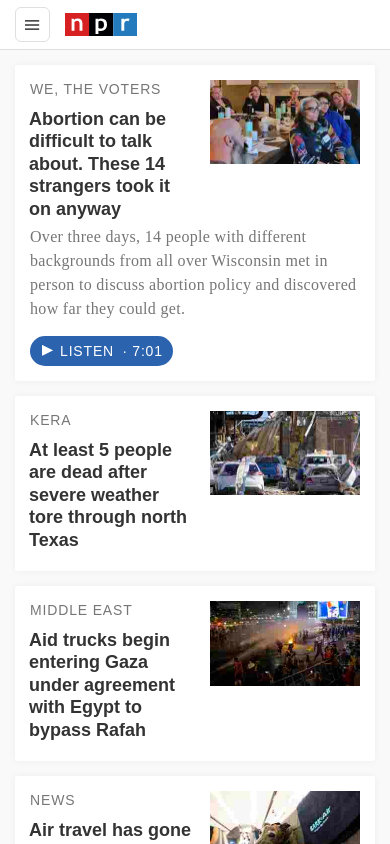 npr
WE, THE VOTERS
Abortion can be
difficult to talk
about. These 14
strangers took it
on anyway
Over three days, 14 people with different
backgrounds from all over Wisconsin met in
person to discuss abortion policy and discovered
how far they could get.
LISTEN · 7:01
KERA
At least 5 people
are dead after
severe weather
tore through north
Texas
MIDDLE EAST
Aid trucks begin
entering Gaza
under agreement
with Egypt to
bypass Rafah
NEWS
Air travel has gone